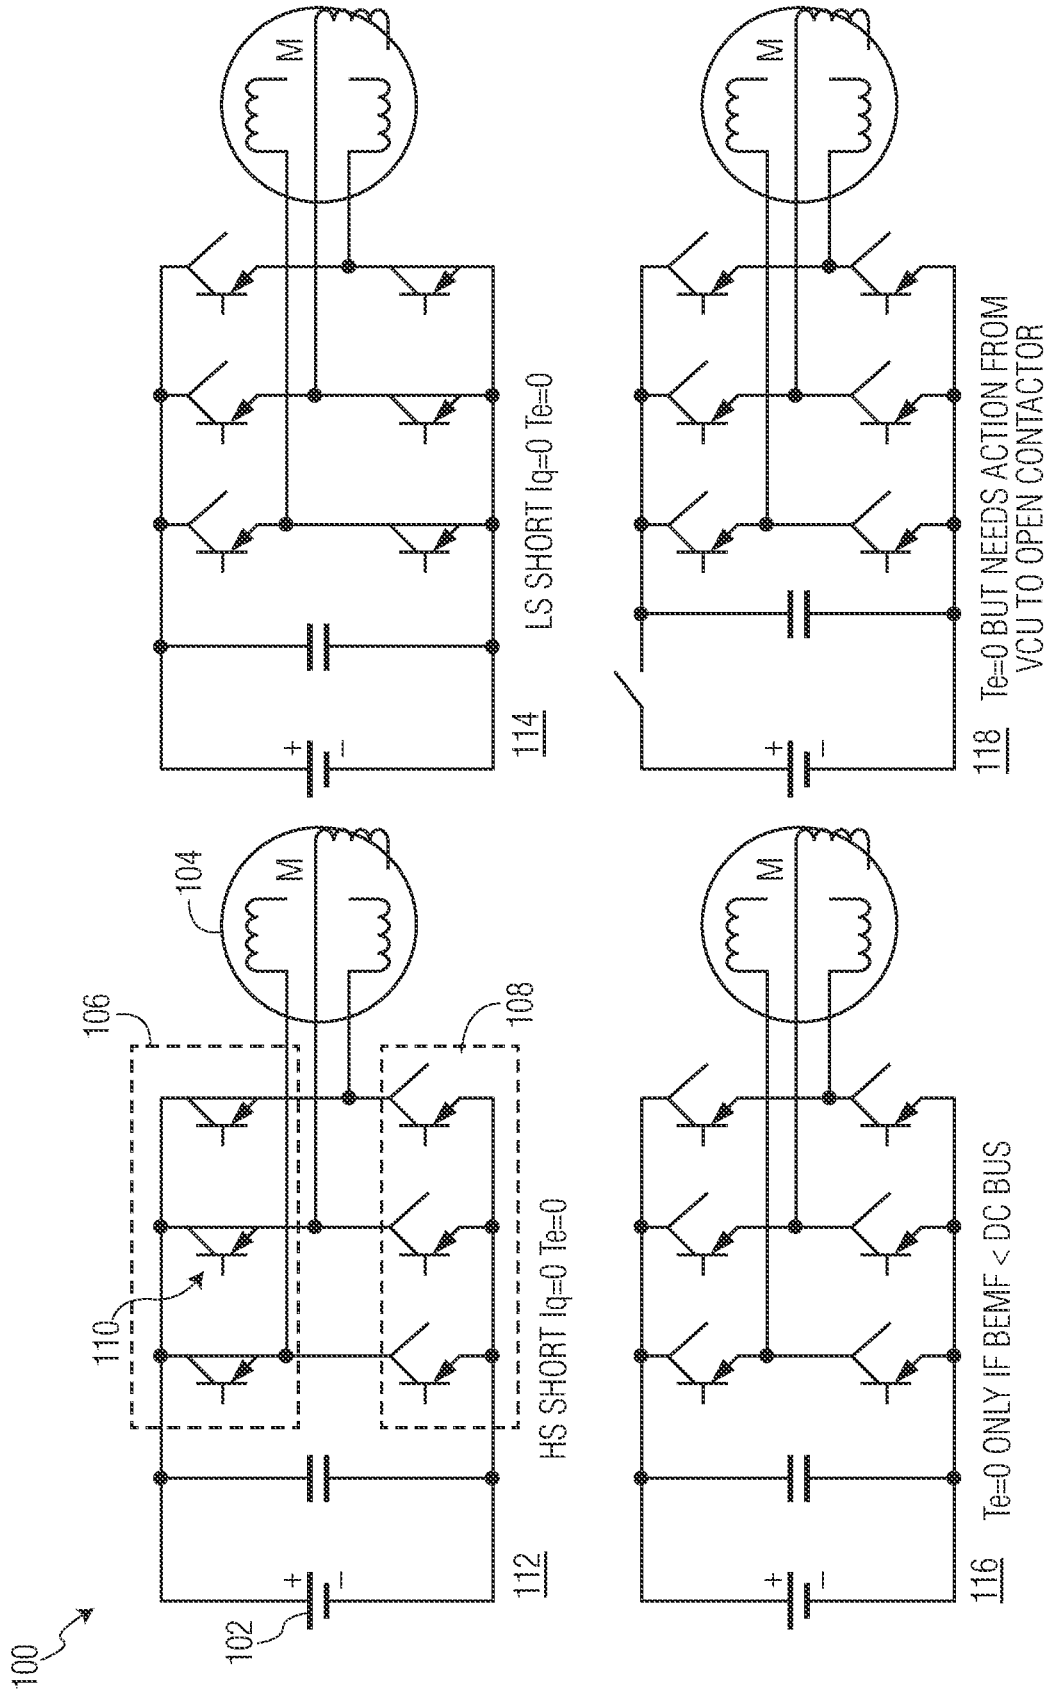 100
102
+
−
104
M
106
108
110
112
HS SHORT Iq=0 Te=0
+
−
M
114
LS SHORT Iq=0 Te=0
+
−
M
116
Te=0 ONLY IF BEMF < DC BUS
+
−
M
118
Te=0 BUT NEEDS ACTION FROM
VCU TO OPEN CONTACTOR